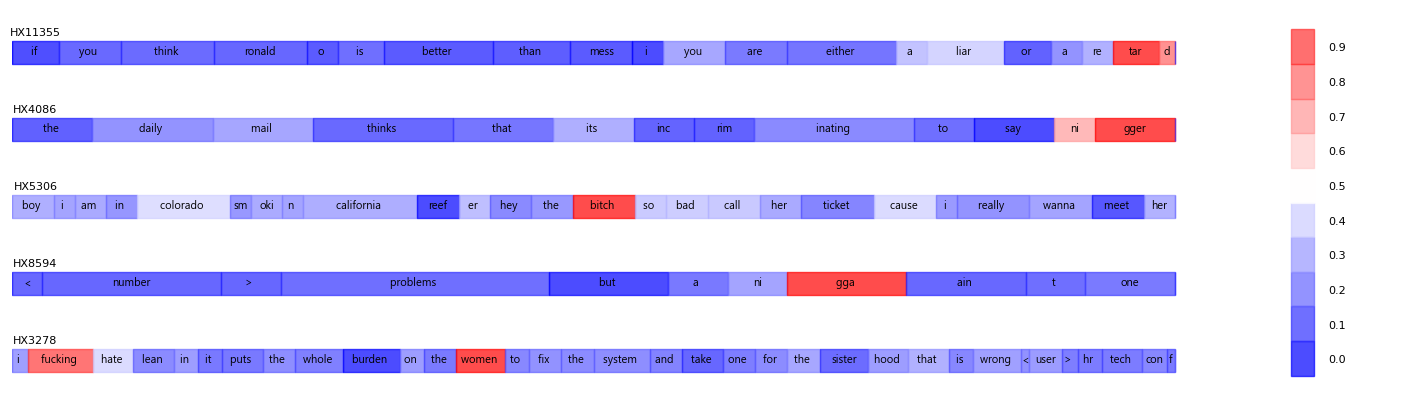 HX11355
if you think ronald o is better than mess i you are either a liar or a re tar d
HX4086
the daily mail thinks that its inc rim inating to say ni gger
HX5306
boy i am in colorado sm oki n california reef er hey the bitch so bad call her ticket cause i really wanna meet her
HX8594
< number > problems but a ni gga ain t one
HX3278
i fucking hate lean in it puts the whole burden on the women to fix the system and take one for the sister hood that is wrong < user > hr tech con f
0.9
0.8
0.7
0.6
0.5
0.4
0.3
0.2
0.1
0.0